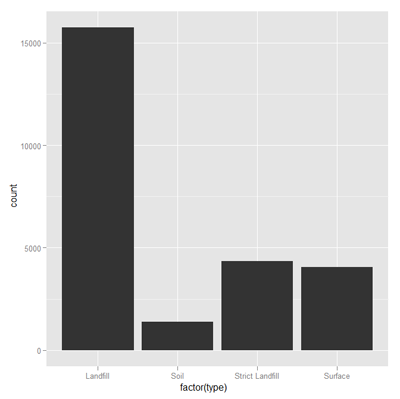 15000
10000
5000
0
count
Landfill Soil Strict Landfill Surface
factor(type)